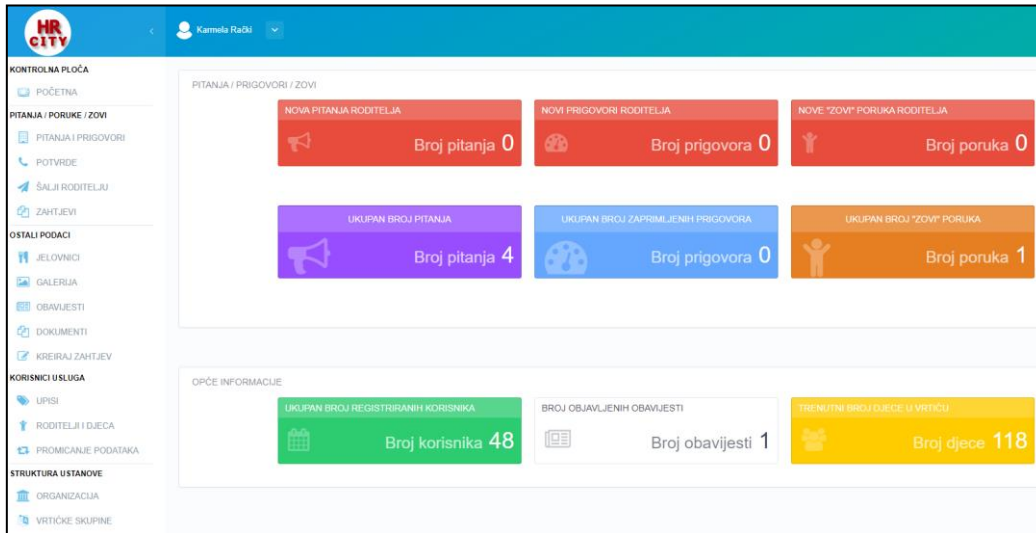 HR
CITY
Karmela Rački
KONTROLNA PLOČA
POČETNA
PITANJA / PORUKE / ZOVI
PITANJA I PRIGOVORI
POTVRDE
ŠALJI RODITELJU
ZAHTJEVI
OSTALI PODACI
JELOVNICI
GALERIJA
OBAVIJESTI
DOKUMENTI
KREIRAJ ZAHTJEV
KORISNICI USLUGA
UPISI
RODITELJI I DJECA
PROMICANJE PODATAKA
STRUKTURA USTANOVE
ORGANIZACIJA
VRTIĆKE SKUPINE
PITANJA / PRIGOVORI / ZOVI
NOVA PITANJA RODITELJA
Broj pitanja 0
NOVI PRIGOVORI RODITELJA
Broj prigovora 0
NOVE "ZOVI" PORUKA RODITELJA
Broj poruka 0
UKUPAN BROJ PITANJA
Broj pitanja 4
UKUPAN BROJ ZAPRIMLJENIH PRIGOVORA
Broj prigovora 0
UKUPAN BROJ "ZOVI" PORUKA
Broj poruka 1
OPĆE INFORMACIJE
UKUPAN BROJ REGISTRIRANIH KORISNIKA
Broj korisnika 48
BROJ OBJAVLJENIH OBAVIJESTI
Broj obavijesti 1
TRENUTNI BROJ DJECE U VRTIĆU
Broj djece 118